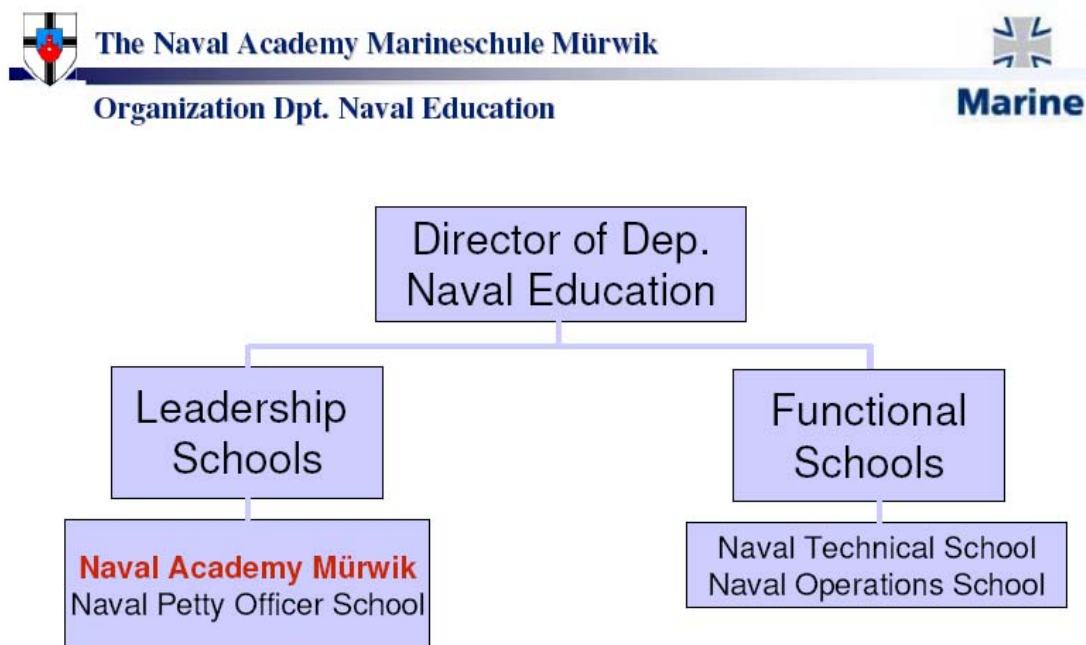 The Naval Academy Marineschule Mürwik
Organization Dpt. Naval Education
Marine
Director of Dep.
Naval Education
Leadership
Schools
Functional
Schools
Naval Academy Mürwik
Naval Petty Officer School
Naval Technical School
Naval Operations School